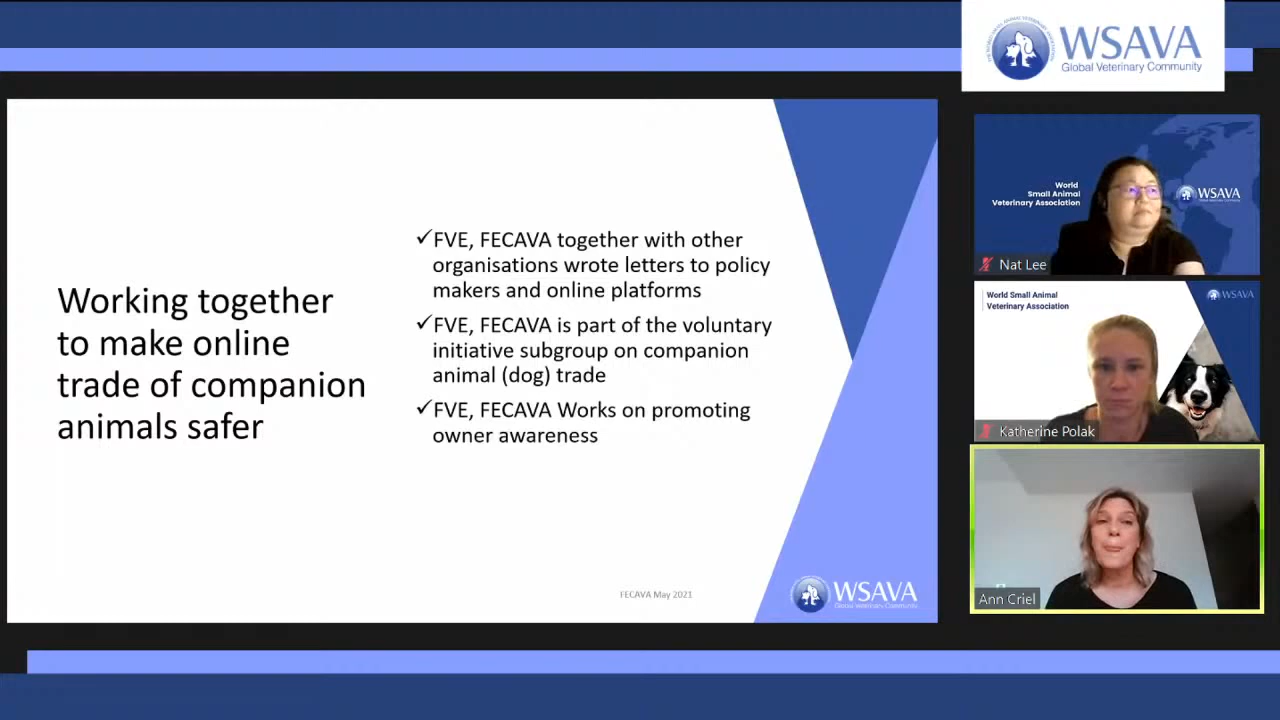 WSAVA
Global Veterinary Community
Working together
to make online
trade of companion
animals safer
✓FVE, FECAVA together with other
organisations wrote letters to policy
makers and online platforms
✓FVE, FECAVA is part of the voluntary
initiative subgroup on companion
animal (dog) trade
✓FVE, FECAVA Works on promoting
owner awareness
FECAVA May 2021
WSAVA
Global Veterinary Community
World
Small Animal
Veterinary Association
WSAVA
Nat Lee
World Small Animal
Veterinary Association
WSAVA
Katherine Polak
Ann Criel